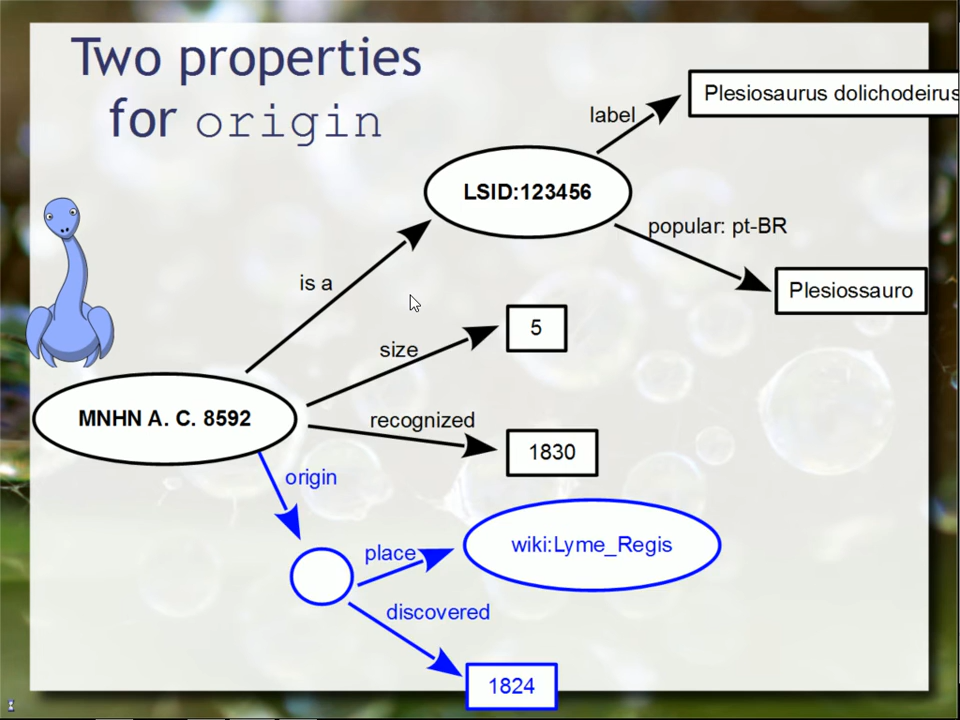 Two properties
for origin
label
Plesiosaurus dolichodeirus
LSID:123456
popular: pt-BR
is a
Plesiossauro
5
size
MNHN A. C. 8592
recognized
1830
origin
place
wiki:Lyme_Regis
discovered
1824